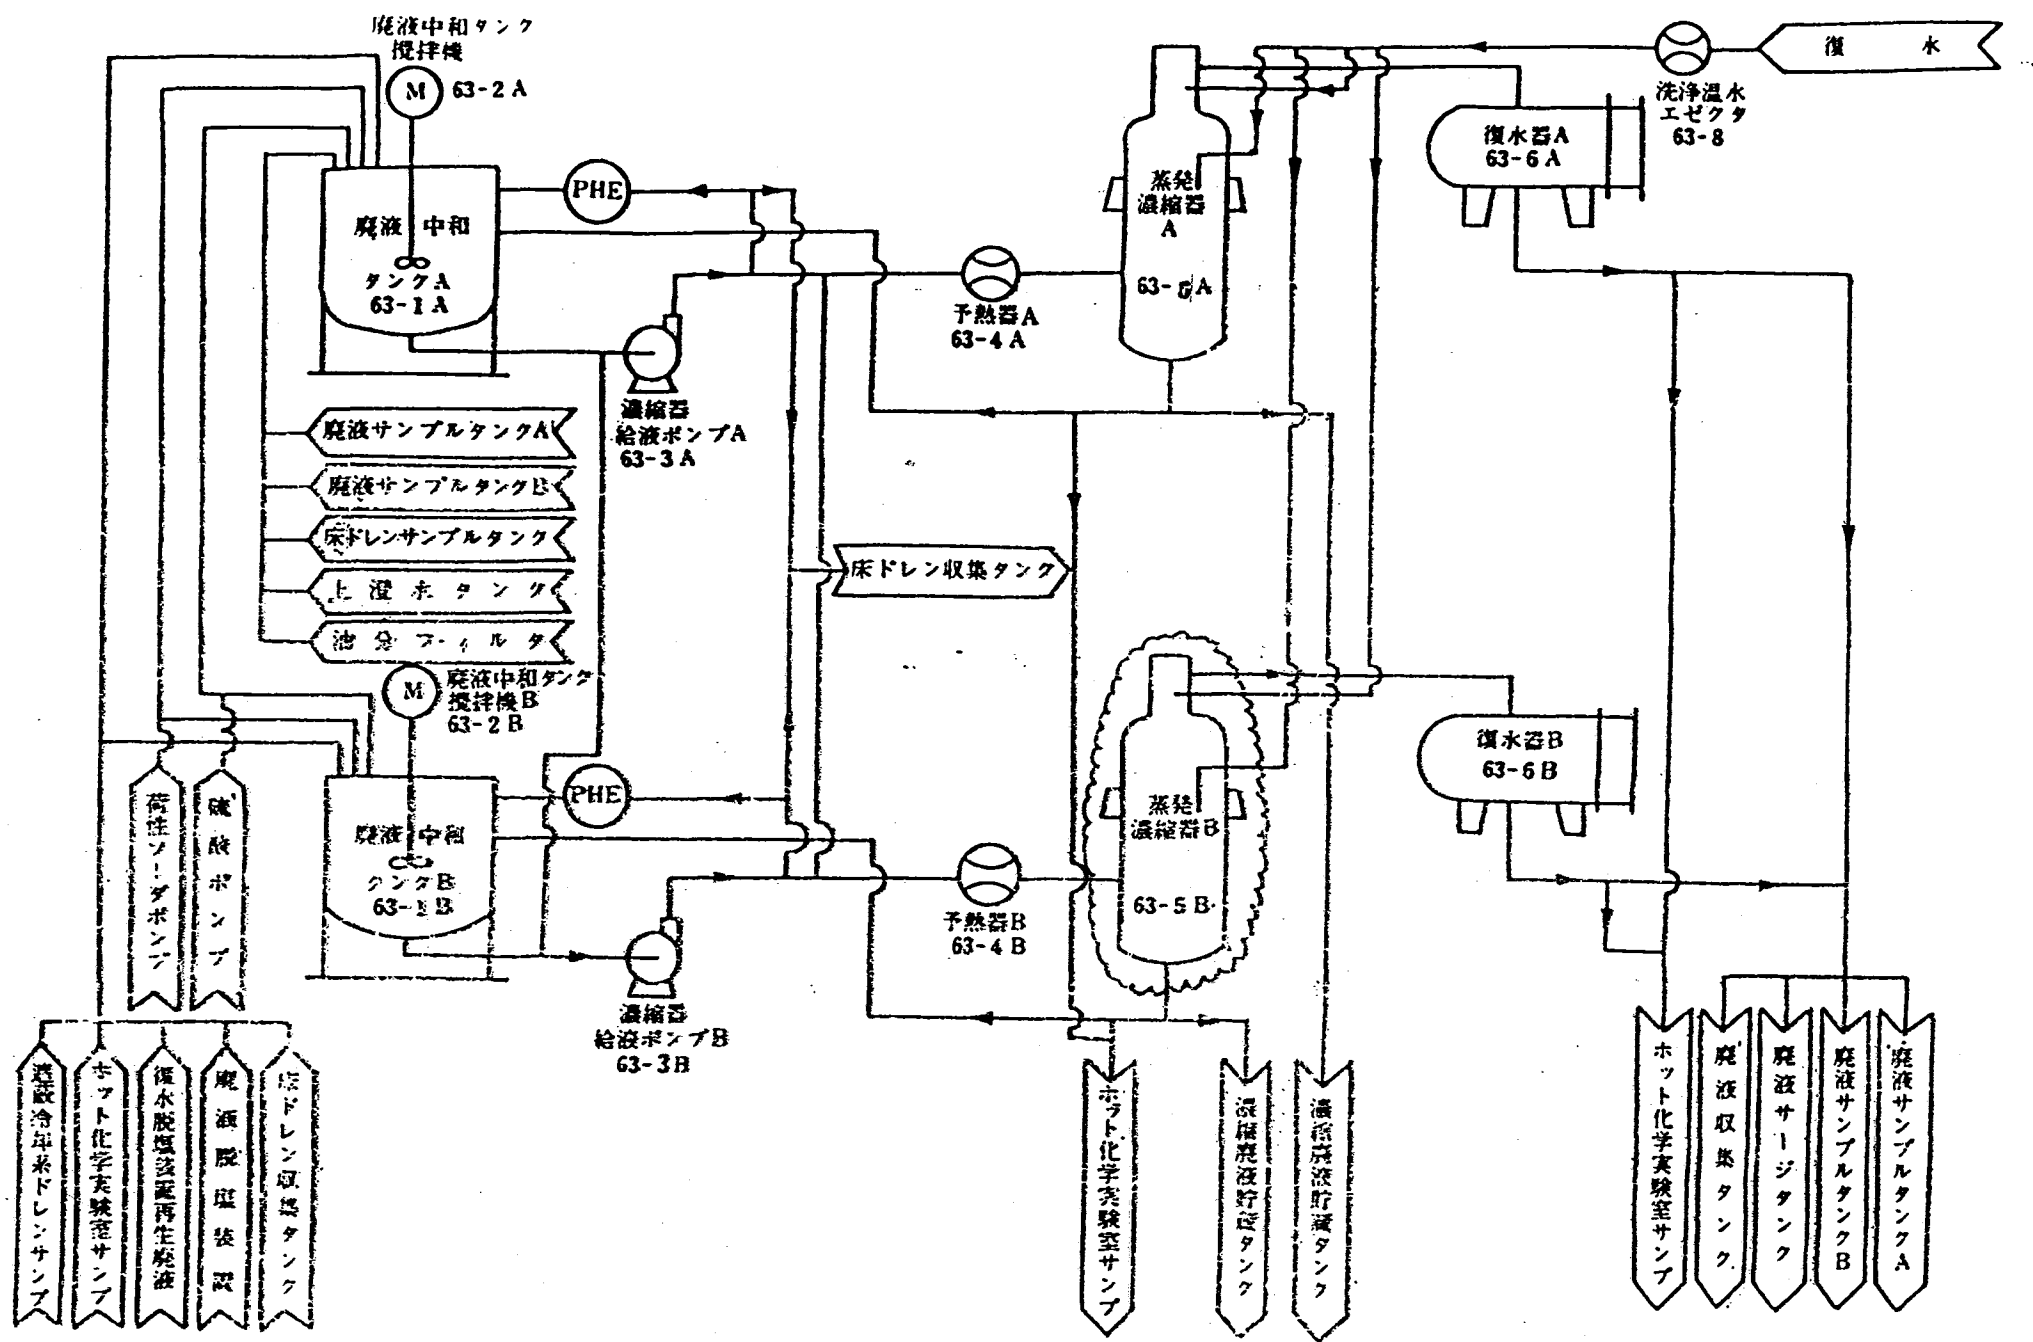 廃液中和タンク
攪拌機
63-2A
M
復 水
洗浄温水
エゼクタ
63-8
復水器A
63-6A
PHE
蒸発
濃縮器
A
63-5A
廃液 中和
タンクA
63-1A
予熱器A
63-4A
濃縮器
給液ポンプA
63-3A
廃液サンプルタンクA
廃液サンプルタンクB
床ドレンサンプルタンク
上澄水タンク
油分フィルタ
床ドレン収集タンク
M
廃液中和タンク
攪拌機B
63-2B
復水器B
63-6B
PHE
蒸発
濃縮器B
63-5B
廃液 中和
タンクB
63-1B
予熱器B
63-4B
濃縮器
給液ポンプB
63-3B
苛性ソーダポンプ
硫酸ポンプ
ホット化学実験室サンプ
復水脱塩装置再生廃液
廃液脱塩装置
床ドレン収集タンク
ホット化学実験室サンプ
濃縮廃液貯蔵タンク
濃縮廃液貯蔵タンク
ホット化学実験室サンプ
廃液収集タンク
廃液サージタンク
廃液サンプルタンクB
廃液サンプルタンクA